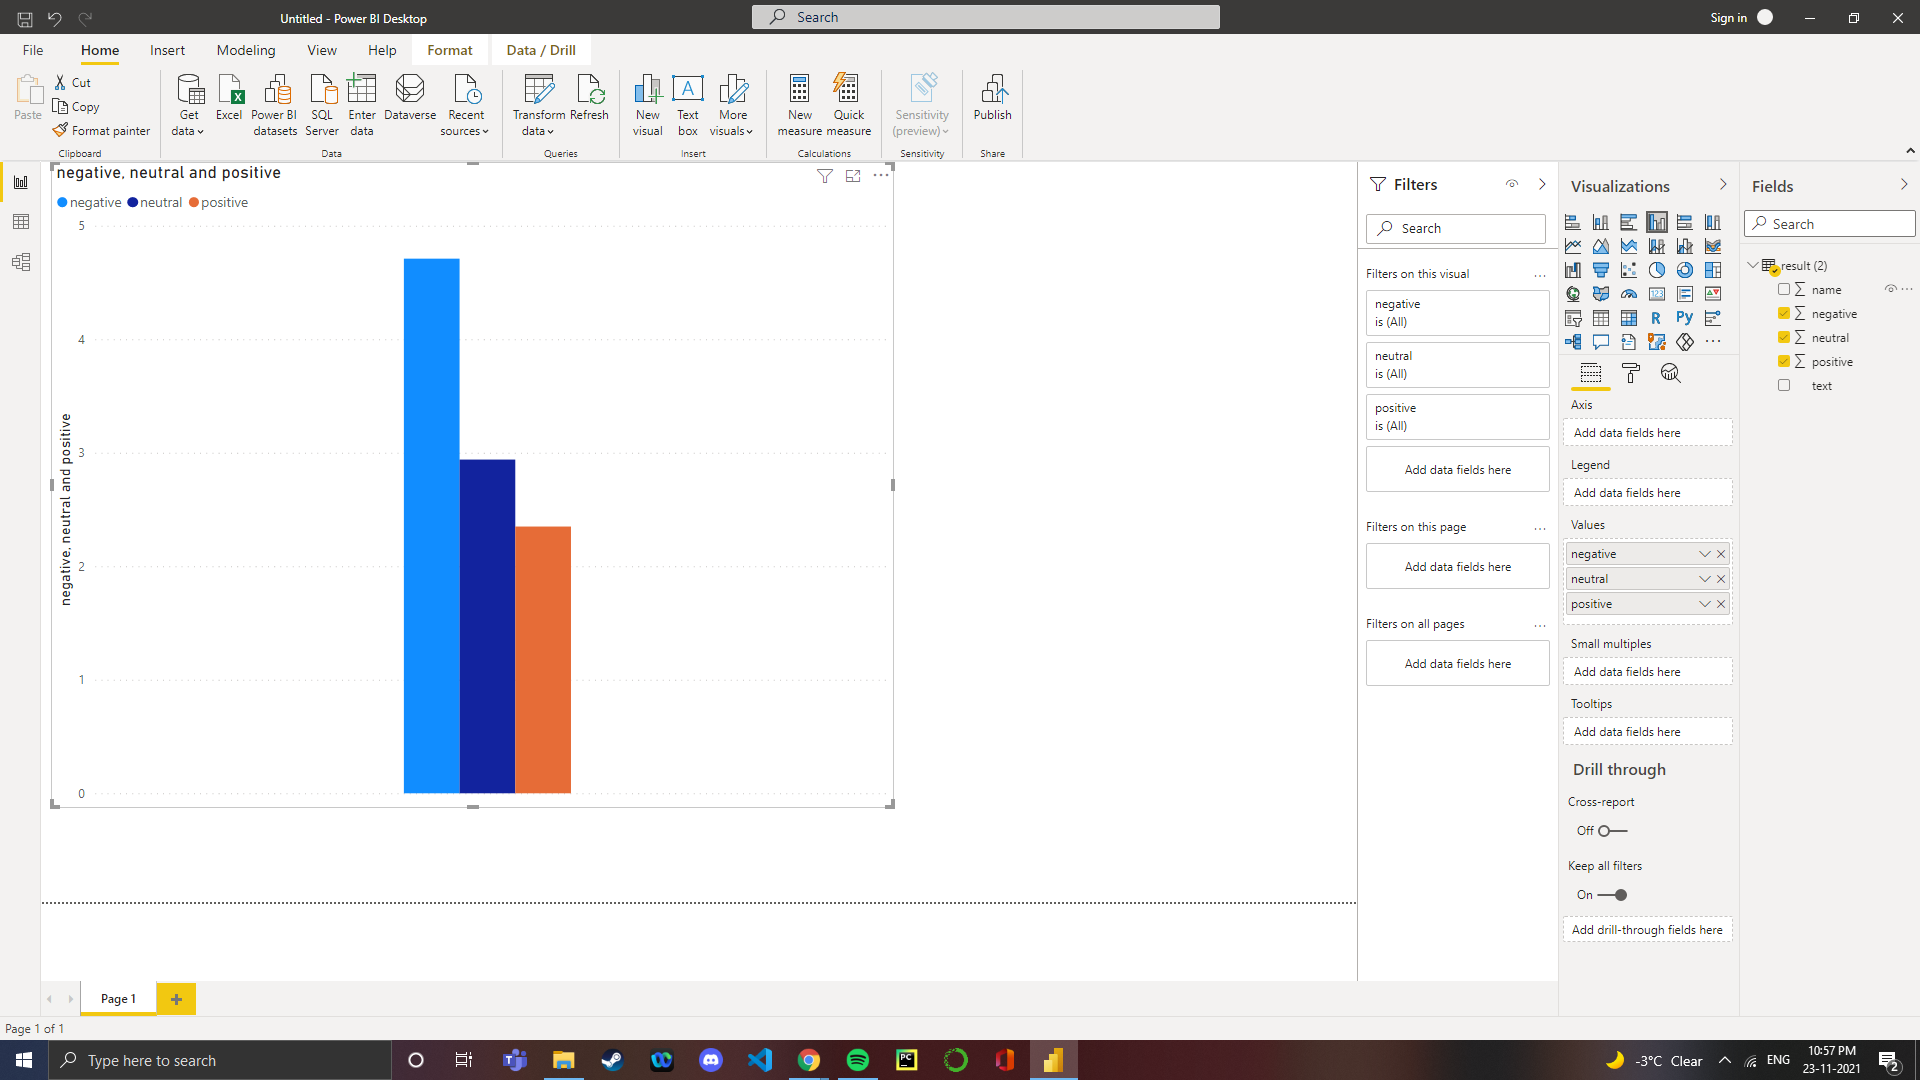 Untitled - Power BI Desktop
Search
Sign in
File
Home
Insert
Modeling
View
Help
Format
Data / Drill
Paste
Cut
Copy
Format painter
Clipboard
Get data
Excel
Power BI datasets
SQL Server
Enter data
Dataverse
Recent sources
Data
Transform data
Refresh
Queries
New visual
Text box
More visuals
Insert
New measure
Quick measure
Calculations
Sensitivity (preview)
Sensitivity
Publish
Share
negative, neutral and positive
negative neutral positive
5
4
3
2
1
0
negative, neutral and positive
Filters
Search
Filters on this visual
negative
is (All)
neutral
is (All)
positive
is (All)
Add data fields here
Filters on this page
Add data fields here
Filters on all pages
Add data fields here
Visualizations
R
Py
123
Axis
Add data fields here
Legend
Add data fields here
Values
negative
neutral
positive
Small multiples
Add data fields here
Tooltips
Add data fields here
Drill through
Cross-report
Off
Keep all filters
On
Add drill-through fields here
Fields
Search
result (2)
name
negative
neutral
positive
text
Page 1
Page 1 of 1
Type here to search
PC
-3°C Clear
ENG
10:57 PM
23-11-2021
2